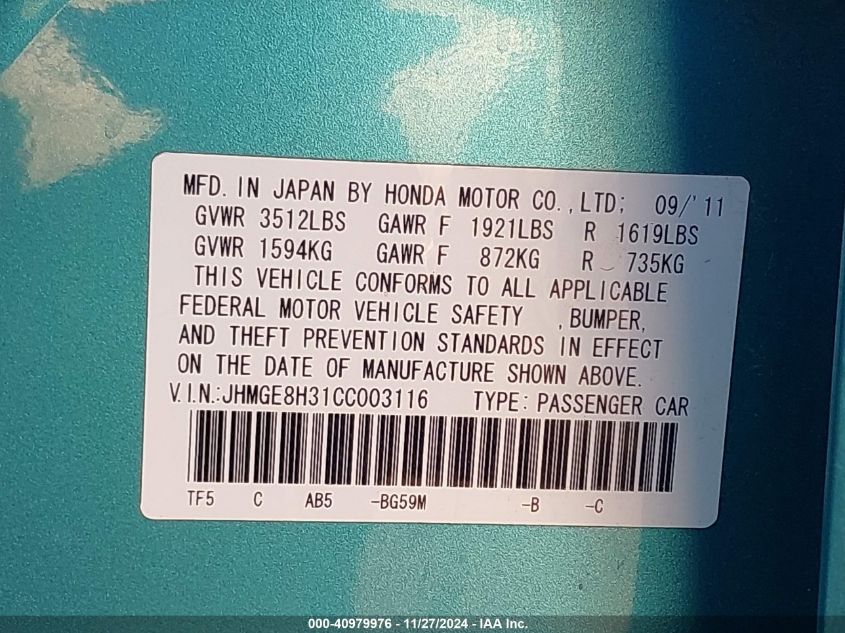 MFD. IN JAPAN BY HONDA MOTOR CO.,LTD; 09/'11
GVWR 3512LBS GAWR F 1921LBS R 1619LBS
GVWR 1594KG GAWR F 872KG R 735KG
THIS VEHICLE CONFORMS TO ALL APPLICABLE
FEDERAL MOTOR VEHICLE SAFETY , BUMPER,
AND THEFT PREVENTION STANDARDS IN EFFECT
ON THE DATE OF MANUFACTURE SHOWN ABOVE.
V.I.N.:JHMGE8H31CC003116 TYPE: PASSENGER CAR
TF5 C AB5 -BG59M -B -C
000-40979976 - 11/27/2024 - IAA Inc.